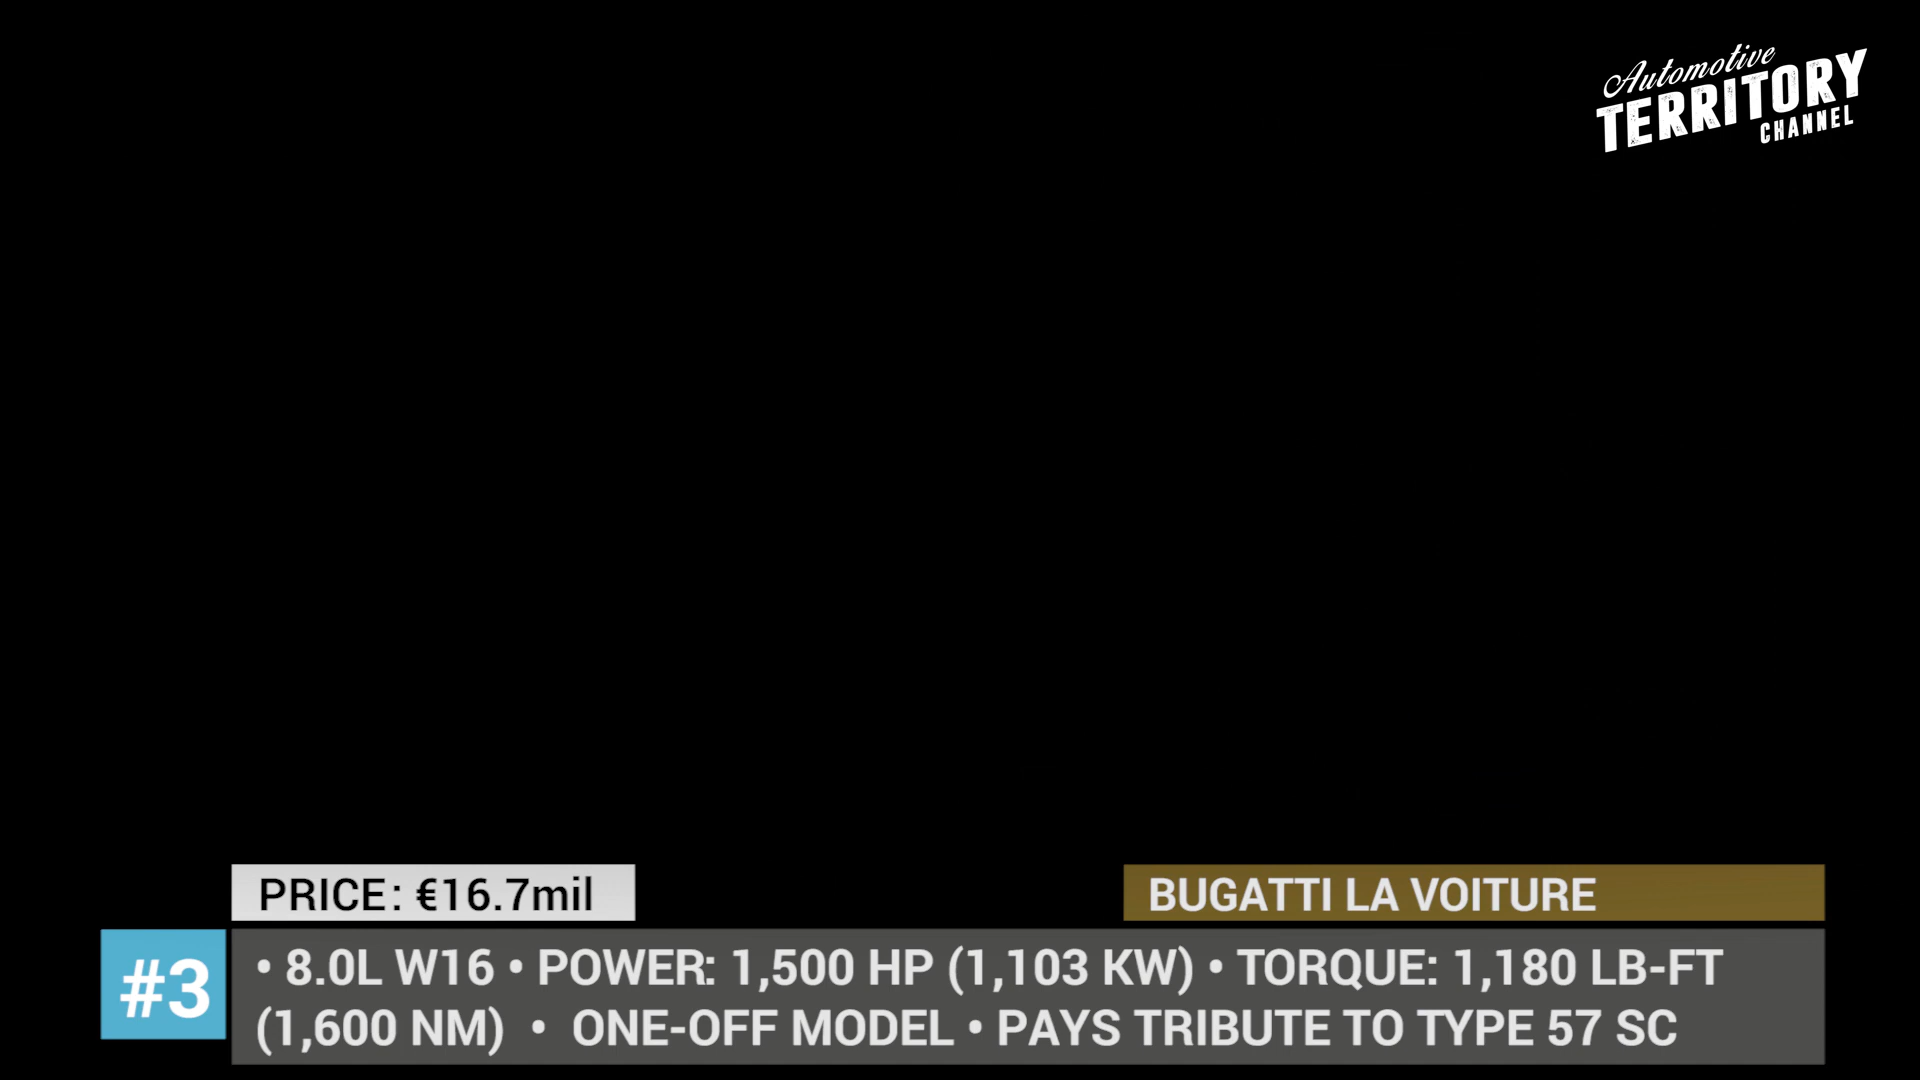 Automotive
TERRITORY
CHANNEL
PRICE: €16.7mil
BUGATTI LA VOITURE
#3
• 8.0L W16 • POWER: 1,500 HP (1,103 KW) • TORQUE: 1,180 LB-FT
(1,600 NM) • ONE-OFF MODEL • PAYS TRIBUTE TO TYPE 57 SC